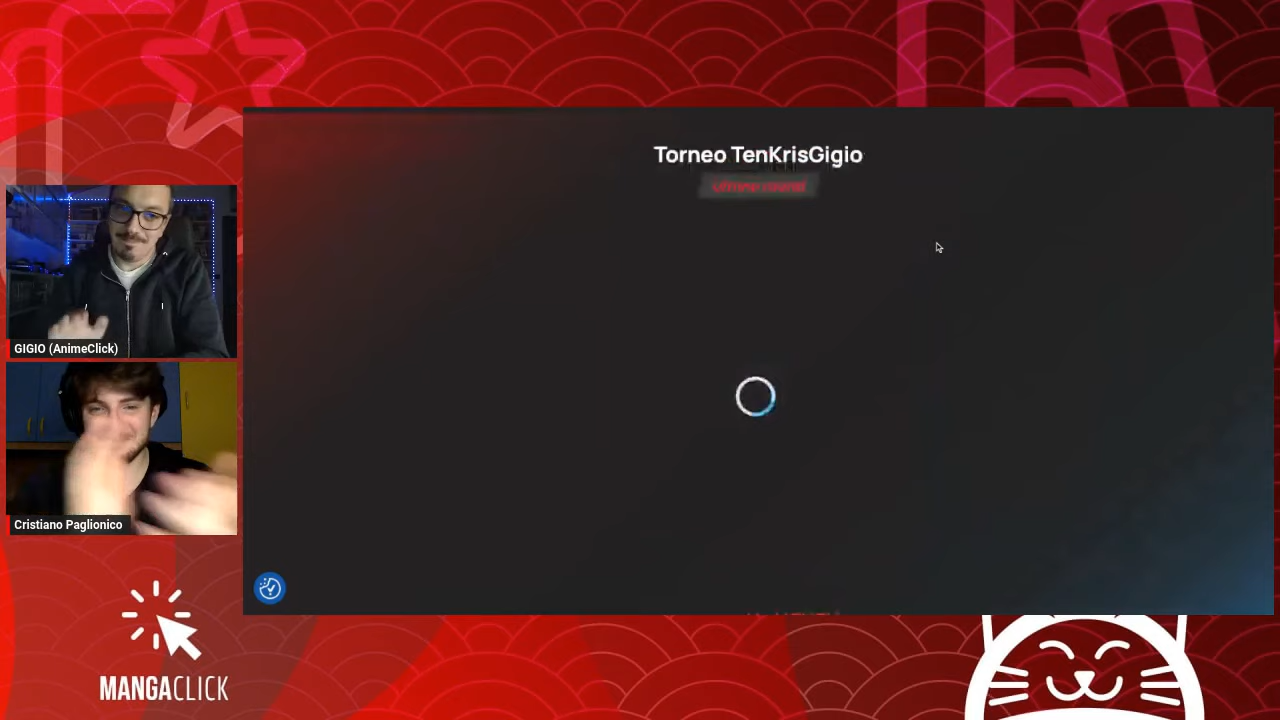 Torneo TenKrisGigio
GIGIO (AnimeClick)
Cristiano Paglionico
MANGACLICK